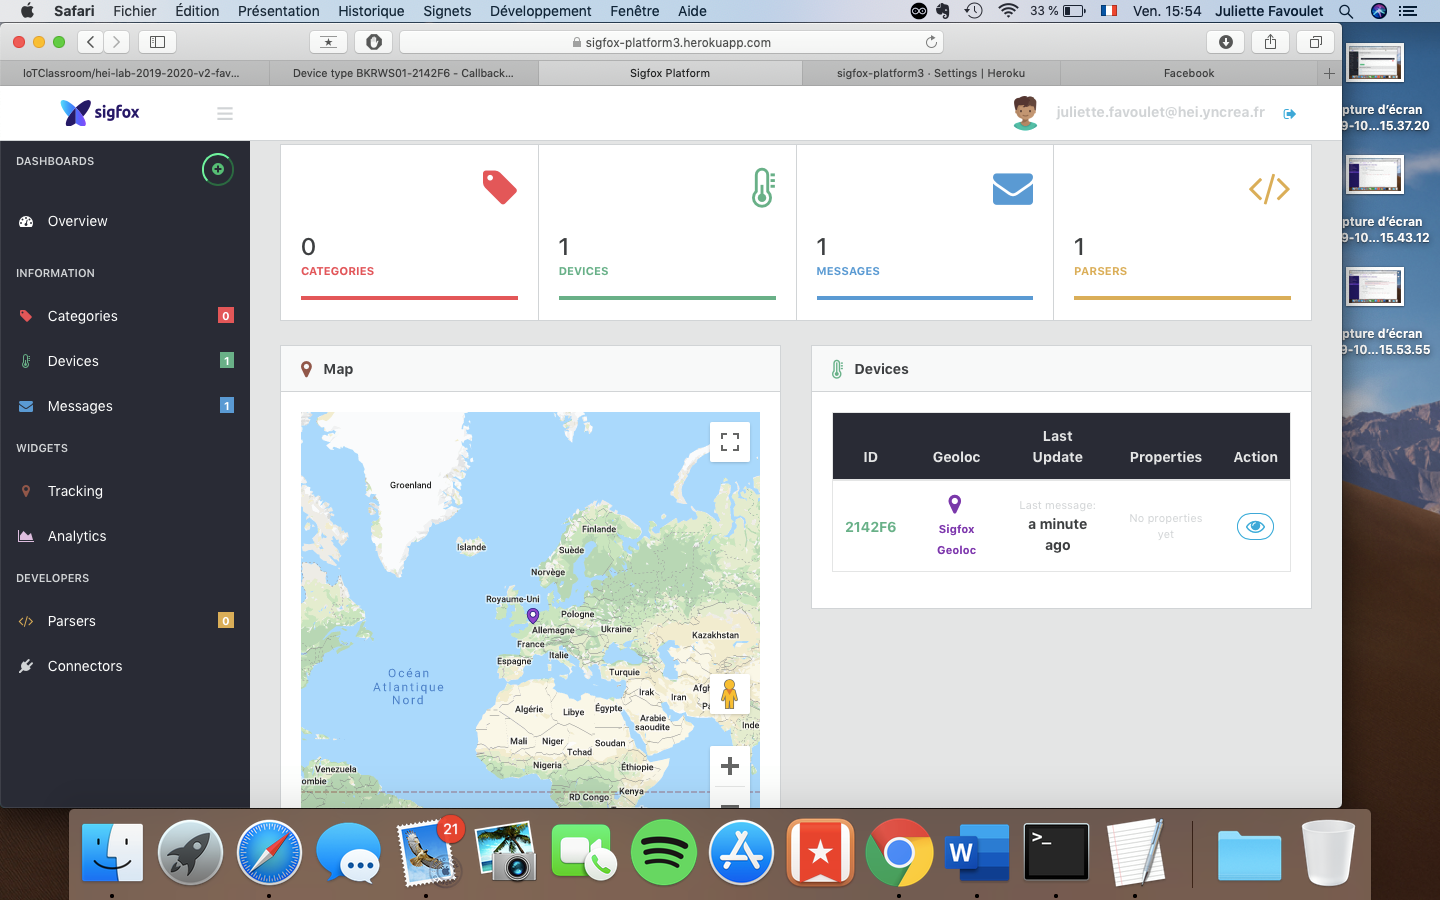 Safari Fichier Édition Présentation Historique Signets Développement Fenêtre Aide 33 % Ven. 15:54 Juliette Favoulet
sigfox-platform3.herokuapp.com
IoTClassroom/hei-lab-2019-2020-v2-fav... Device type BKRWS01-2142F6 - Callback... Sigfox Platform sigfox-platform3 · Settings | Heroku Facebook
sigfox
juliette.favoulet@hei.yncrea.fr
DASHBOARDS
Overview
INFORMATION
Categories 0
Devices 1
Messages 1
WIDGETS
Tracking
Analytics
DEVELOPERS
Parsers 0
Connectors
0
CATEGORIES
1
DEVICES
1
MESSAGES
1
PARSERS
Map
Groenland
Islande
Finlande
Suède
Norvège
Royaume-Uni
Pologne
Allemagne
Ukraine
Kazakhstan
France
Italie
Espagne
Turquie
Océan
Atlantique
Nord
Irak
Iran
Afgh
Pa
Algérie
Libye
Égypte
Arabie
saoudite
Inde
Mali
Niger
Soudan
Tchad
Nigeria
Éthiopie
Venezuela
ombie
Kenya
RD Congo
Devices
ID Geoloc Last
Update Properties Action
2142F6
Sigfox
Geoloc
Last message:
a minute
ago
No properties
yet
pture d’écran
9-10...15.37.20
pture d’écran
9-10...15.43.12
pture d’écran
9-10...15.53.55
21
W
>_